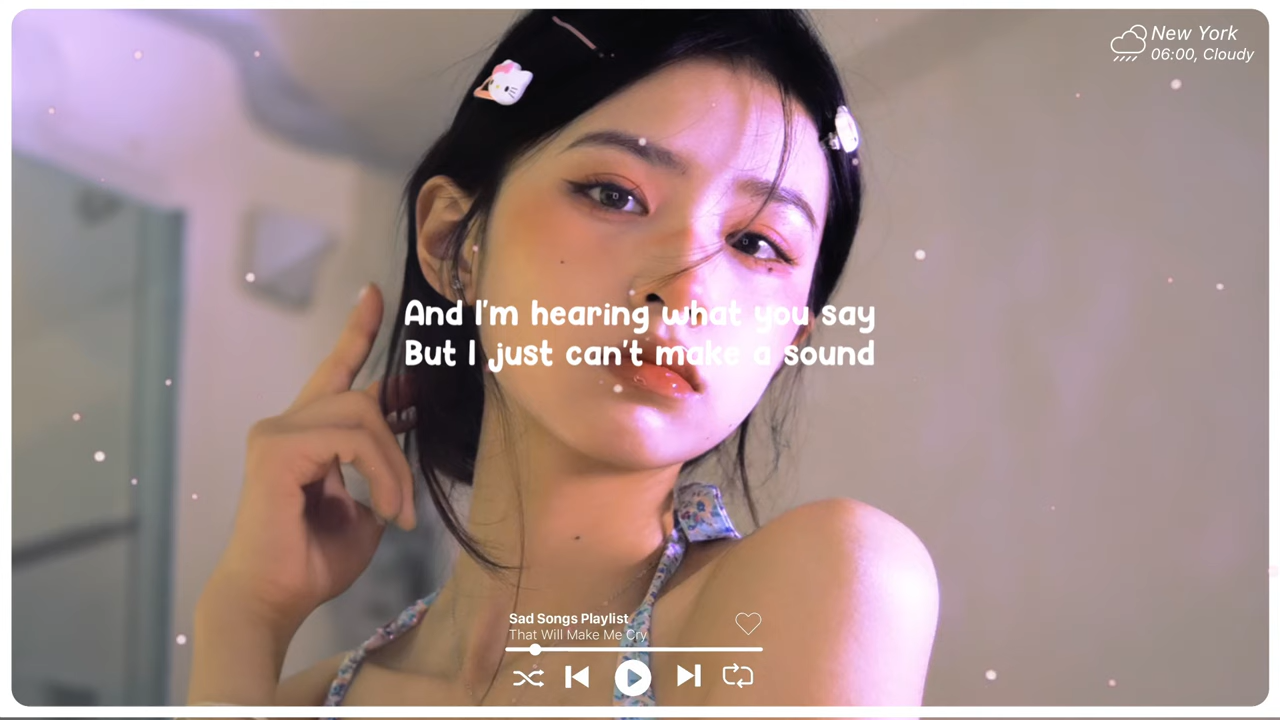 New York
06:00, Cloudy
And I'm hearing what you say
But I just can't make a sound
Sad Songs Playlist
That Will Make Me Cry